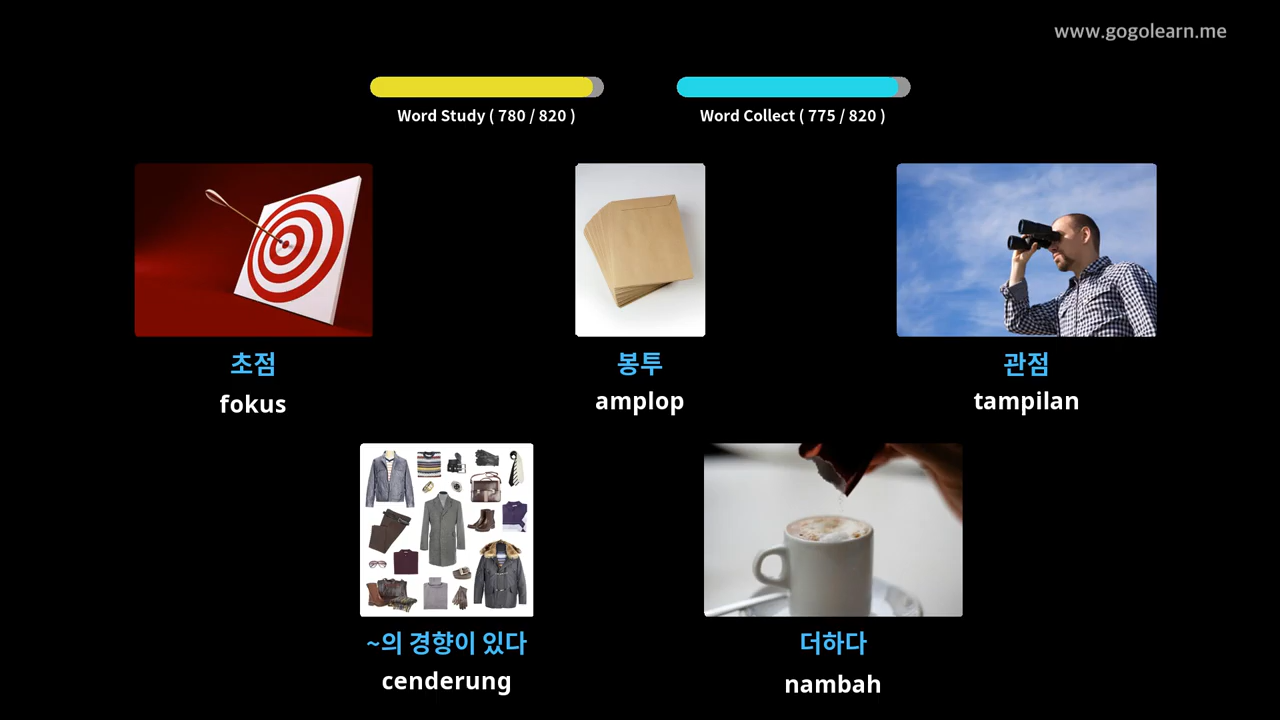 www.gogolearn.me
Word Study ( 780 / 820 )
Word Collect ( 775 / 820 )
초점
fokus
봉투
amplop
관점
tampilan
~의 경향이 있다
cenderung
더하다
nambah